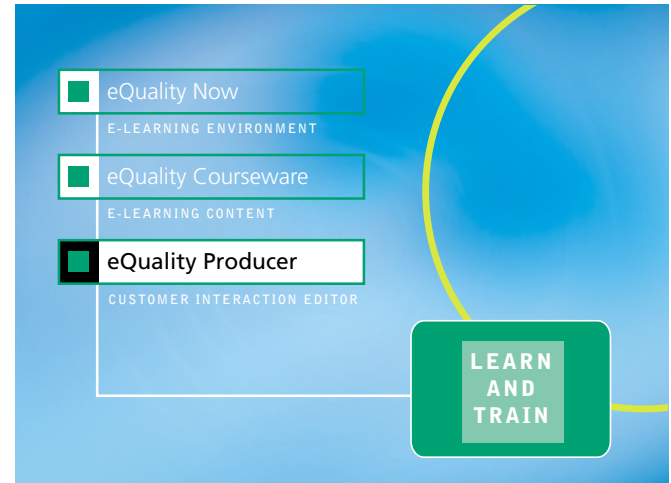 eQuality Now
E-LEARNING ENVIRONMENT
eQuality Courseware
E-LEARNING CONTENT
eQuality Producer
CUSTOMER INTERACTION EDITOR
LEARN
AND
TRAIN